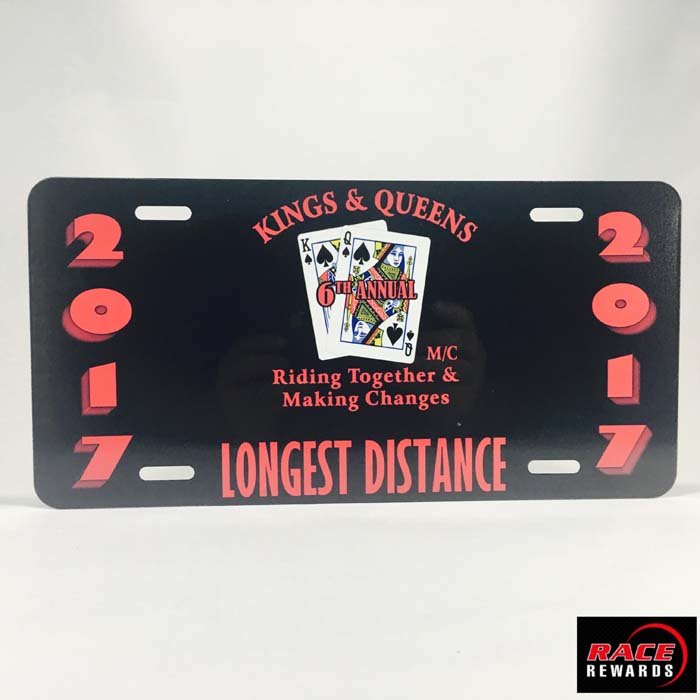 KINGS & QUEENS
K Q
6TH ANNUAL
Q
M/C
Riding Together &
Making Changes
LONGEST DISTANCE
2017
2017
RACE
REWARDS